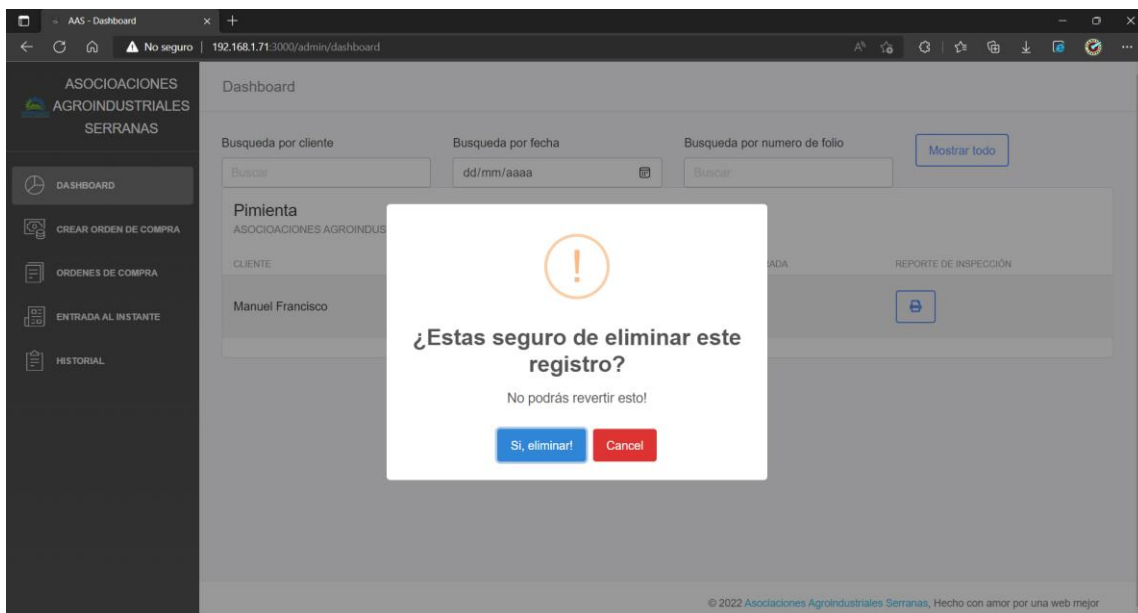 AAS - Dashboard
No seguro
192.168.1.71:3000/admin/dashboard
ASOCIOACIONES
AGROINDUSTRIALES
SERRANAS
DASHBOARD
CREAR ORDEN DE COMPRA
ORDENES DE COMPRA
ENTRADA AL INSTANTE
HISTORIAL
Dashboard
Busqueda por cliente
Busqueda por fecha
Busqueda por numero de folio
Mostrar todo
Buscar
dd/mm/aaaa
Buscar
Pimienta
ASOCIOACIONES AGROINDUS
CLIENTE
REPORTE DE INSPECCIÓN
Manuel Francisco
¿Estas seguro de eliminar este
registro?
No podrás revertir esto!
Si, eliminar!
Cancel
© 2022 Asociaciones Agroindustriales Serranas, Hecho con amor por una web mejor